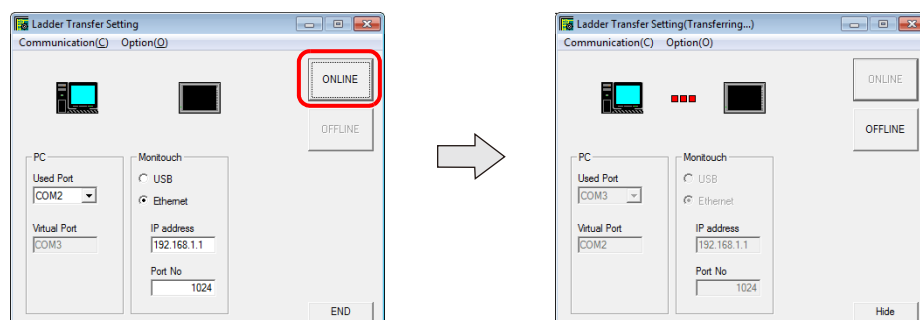 Ladder Transfer Setting
Communication(C) Option(O)
ONLINE
OFFLINE
PC
Used Port
COM2
Virtual Port
COM3
Monitouch
USB
Ethernet
IP address
192.168.1.1
Port No
1024
END
Ladder Transfer Setting(Transferring...)
Communication(C) Option(O)
ONLINE
OFFLINE
PC
Used Port
COM3
Virtual Port
COM2
Monitouch
USB
Ethernet
IP address
192.168.1.1
Port No
1024
Hide